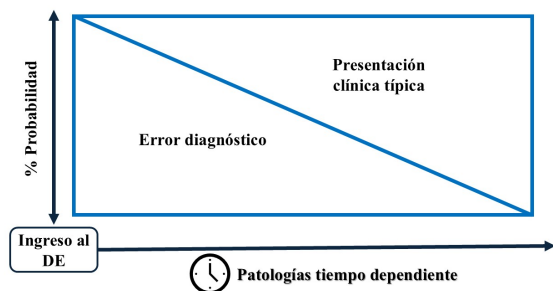 % Probabilidad
Presentación
clínica típica
Error diagnóstico
Ingreso al
DE
Patologías tiempo dependiente